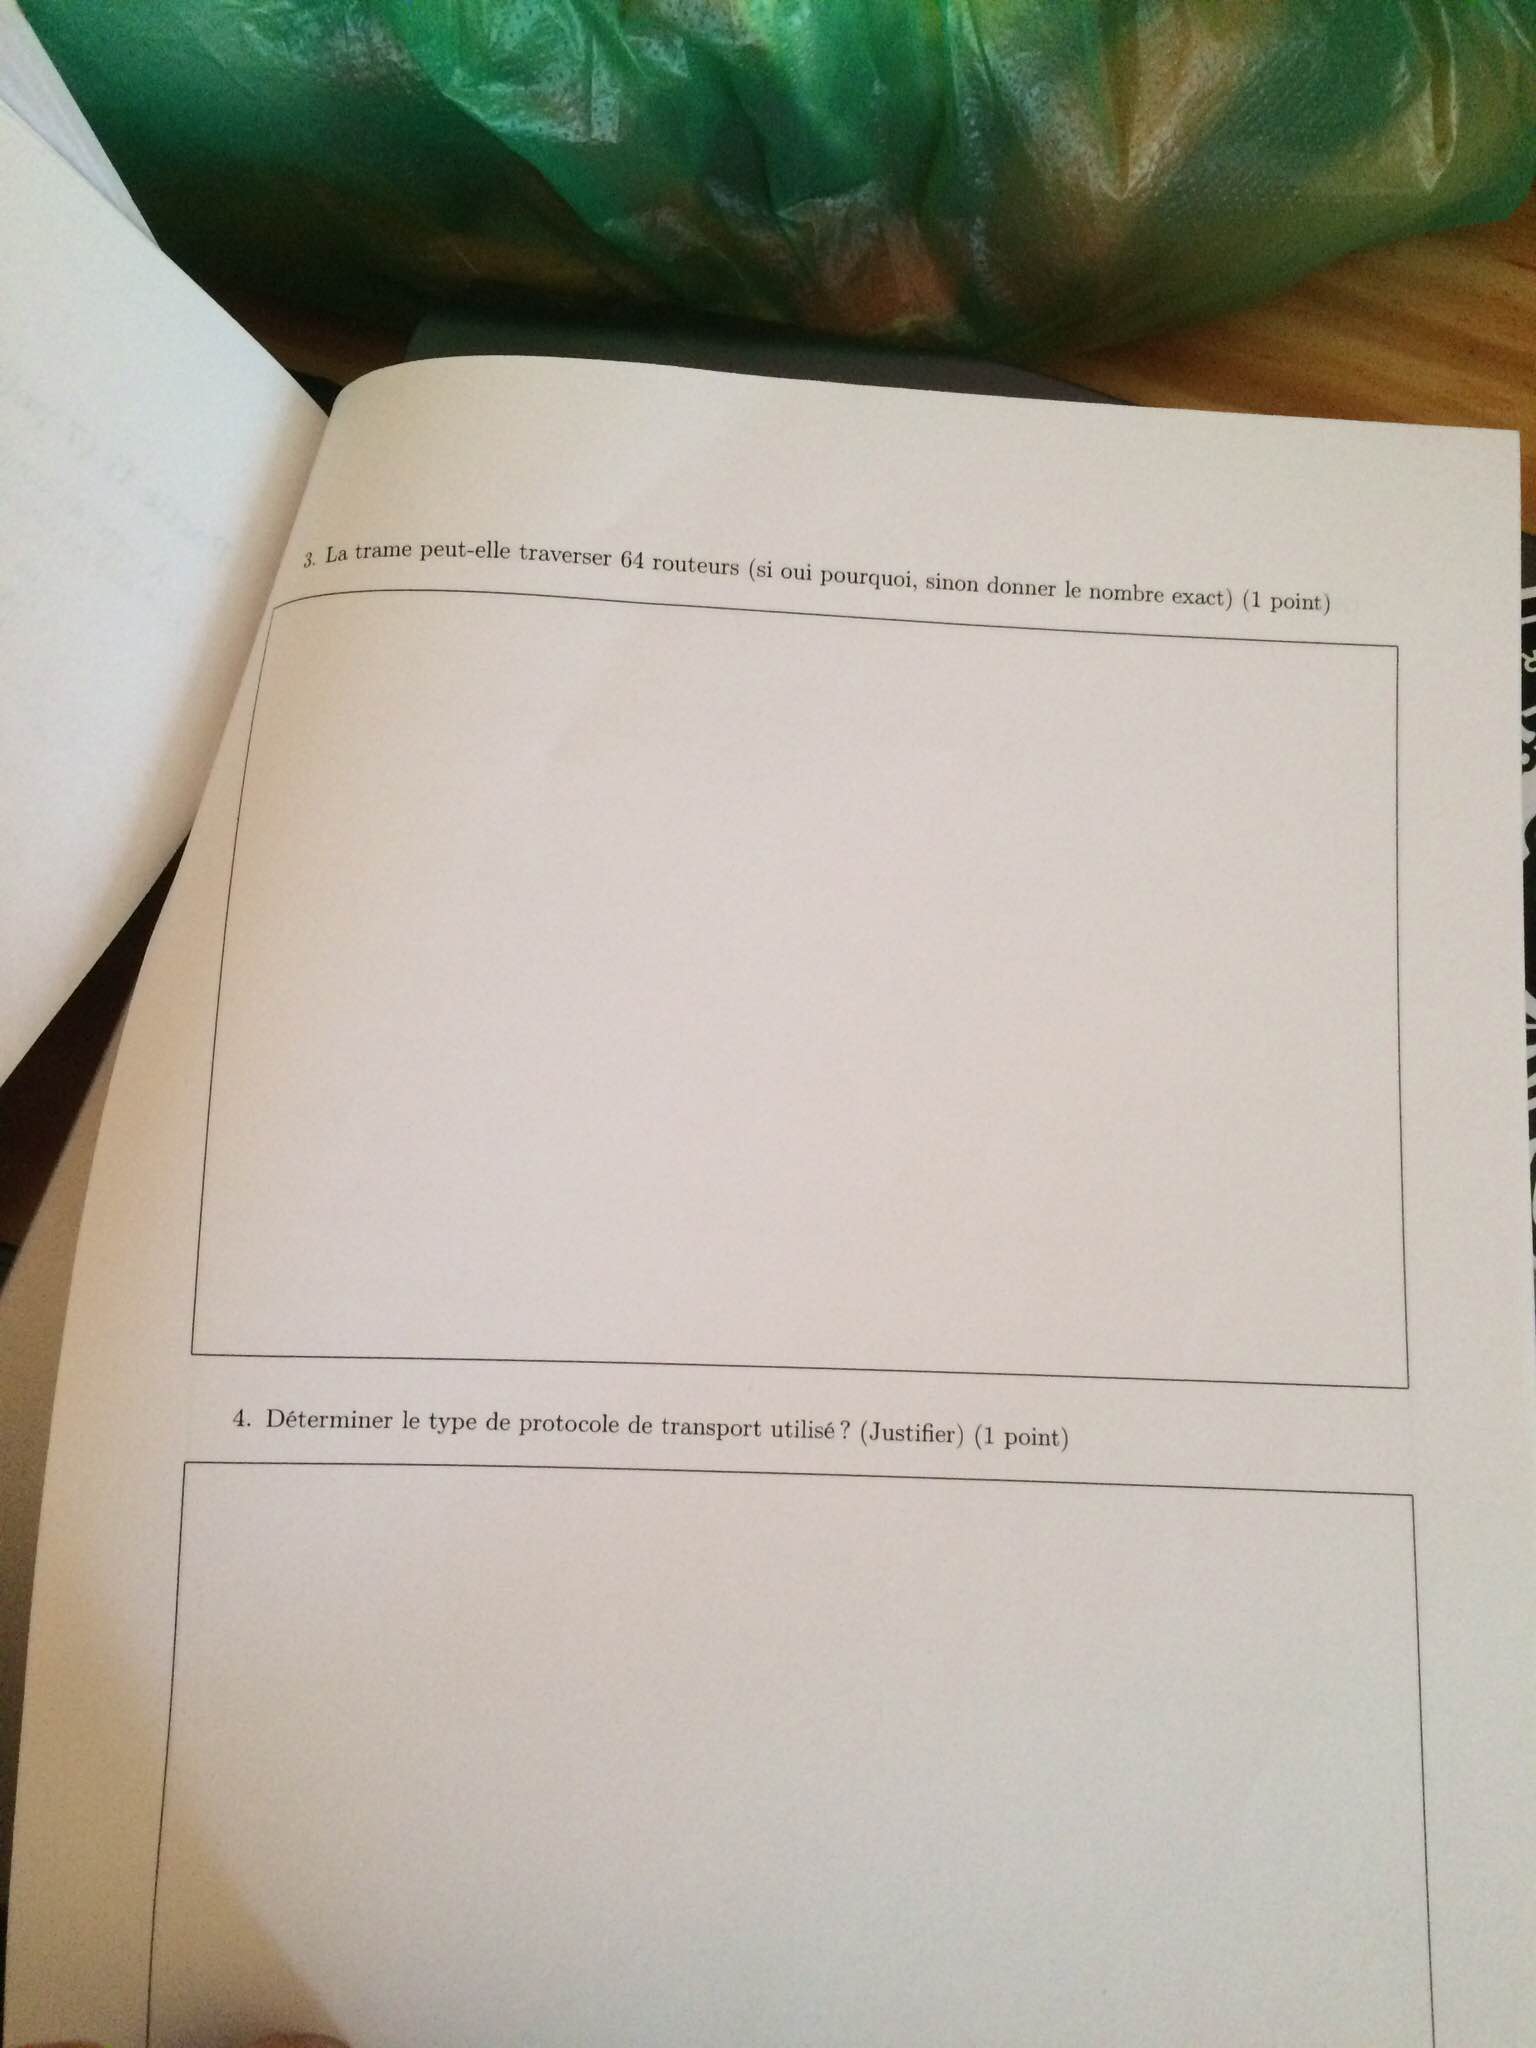 3. La trame peut-elle traverser 64 routeurs (si oui pourquoi, sinon donner le nombre exact) (1 point)
4. Déterminer le type de protocole de transport utilisé ? (Justifier) (1 point)